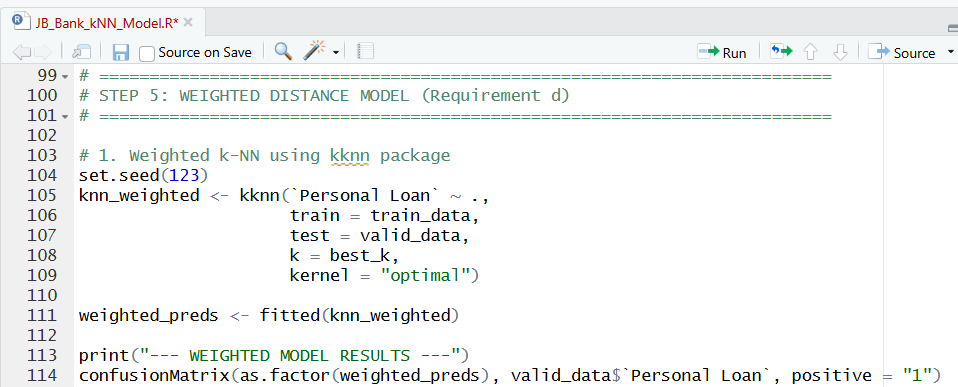 JB_Bank_kNN_Model.R*
Source on Save Run Source
99 # =========================================================================
100 # STEP 5: WEIGHTED DISTANCE MODEL (Requirement d)
101 # =========================================================================
102
103 # 1. Weighted k-NN using kknn package
104 set.seed(123)
105 knn_weighted <- kknn(`Personal Loan` ~ .,
106                      train = train_data,
107                      test = valid_data,
108                      k = best_k,
109                      kernel = "optimal")
110
111 weighted_preds <- fitted(knn_weighted)
112
113 print("--- WEIGHTED MODEL RESULTS ---")
114 confusionMatrix(as.factor(weighted_preds), valid_data$`Personal Loan`, positive = "1")